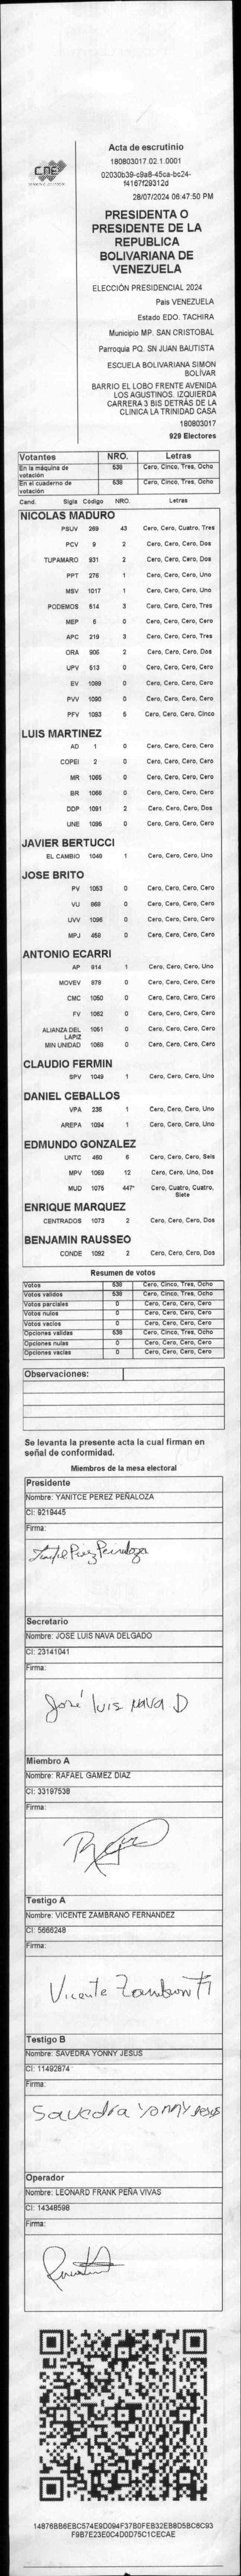 CNE
Acta de escrutinio
180803017.02.1.0001
02030b39-c9a8-45ca-bc24-
f4167f29312d
28/07/2024 06:47:50 PM
PRESIDENTA O
PRESIDENTE DE LA
REPUBLICA
BOLIVARIANA DE
VENEZUELA
ELECCIÓN PRESIDENCIAL 2024
Pais VENEZUELA
Estado EDO. TACHIRA
Municipio MP. SAN CRISTOBAL
Parroquia PQ. SN JUAN BAUTISTA
ESCUELA BOLIVARIANA SIMON
BOLÍVAR
BARRIO EL LOBO FRENTE AVENIDA
LOS AGUSTINOS. IZQUIERDA
CARRERA 3 BIS DETRÁS DE LA
CLINICA LA TRINIDAD CASA
180803017
929 Electores
Votantes NRO. Letras
En la máquina de votación 538 Cero, Cinco, Tres, Ocho
En el cuaderno de votación 538 Cero, Cinco, Tres, Ocho
Cand. Sigla Código NRO. Letras
NICOLAS MADURO
PSUV 269 43 Cero, Cero, Cuatro, Tres
PCV 9 2 Cero, Cero, Cero, Dos
TUPAMARO 931 2 Cero, Cero, Cero, Dos
PPT 276 1 Cero, Cero, Cero, Uno
MSV 1017 1 Cero, Cero, Cero, Uno
PODEMOS 514 3 Cero, Cero, Cero, Tres
MEP 6 0 Cero, Cero, Cero, Cero
APC 219 3 Cero, Cero, Cero, Tres
ORA 906 2 Cero, Cero, Cero, Dos
UPV 513 0 Cero, Cero, Cero, Cero
EV 1089 0 Cero, Cero, Cero, Cero
PVV 1090 0 Cero, Cero, Cero, Cero
PFV 1093 5 Cero, Cero, Cero, Cinco
LUIS MARTINEZ
AD 1 0 Cero, Cero, Cero, Cero
COPEI 2 0 Cero, Cero, Cero, Cero
MR 1065 0 Cero, Cero, Cero, Cero
BR 1066 0 Cero, Cero, Cero, Cero
DDP 1091 2 Cero, Cero, Cero, Dos
UNE 1095 0 Cero, Cero, Cero, Cero
JAVIER BERTUCCI
EL CAMBIO 1048 1 Cero, Cero, Cero, Uno
JOSE BRITO
PV 1053 0 Cero, Cero, Cero, Cero
VU 868 0 Cero, Cero, Cero, Cero
UVV 1096 0 Cero, Cero, Cero, Cero
MPJ 458 0 Cero, Cero, Cero, Cero
ANTONIO ECARRI
AP 814 1 Cero, Cero, Cero, Uno
MOVEV 878 0 Cero, Cero, Cero, Cero
CMC 1050 0 Cero, Cero, Cero, Cero
FV 1062 0 Cero, Cero, Cero, Cero
ALIANZA DEL LAPIZ 1051 0 Cero, Cero, Cero, Cero
MIN UNIDAD 1069 0 Cero, Cero, Cero, Cero
CLAUDIO FERMIN
SPV 1049 1 Cero, Cero, Cero, Uno
DANIEL CEBALLOS
VPA 236 1 Cero, Cero, Cero, Uno
AREPA 1094 1 Cero, Cero, Cero, Uno
EDMUNDO GONZALEZ
UNTC 460 6 Cero, Cero, Cero, Seis
MPV 1069 12 Cero, Cero, Uno, Dos
MUD 1075 447* Cero, Cuatro, Cuatro,
Siete
ENRIQUE MARQUEZ
CENTRADOS 1073 2 Cero, Cero, Cero, Dos
BENJAMIN RAUSSEO
CONDE 1092 2 Cero, Cero, Cero, Dos
Resumen de votos
Votos 538 Cero, Cinco, Tres, Ocho
Votos validos 538 Cero, Cinco, Tres, Ocho
Votos parciales 0 Cero, Cero, Cero, Cero
Votos nulos 0 Cero, Cero, Cero, Cero
Votos vacios 0 Cero, Cero, Cero, Cero
Opciones validas 538 Cero, Cinco, Tres, Ocho
Opciones nulas 0 Cero, Cero, Cero, Cero
Opciones vacias 0 Cero, Cero, Cero, Cero
Observaciones:
Se levanta la presente acta la cual firman en
señal de conformidad.
Miembros de la mesa electoral
Presidente
Nombre: YANITCE PEREZ PEÑALOZA
CI: 9219445
Firma:
Secretario
Nombre: JOSE LUIS NAVA DELGADO
CI: 23141041
Firma:
José luis Nava D
Miembro A
Nombre: RAFAEL GAMEZ DIAZ
CI: 33197538
Firma:
Testigo A
Nombre: VICENTE ZAMBRANO FERNANDEZ
CI: 5666248
Firma:
Vicente Zambrano F
Testigo B
Nombre: SAVEDRA YONNY JESUS
CI: 11492874
Firma:
Savedra Yonny Jesus
Operador
Nombre: LEONARD FRANK PEÑA VIVAS
CI: 14348598
Firma:
14876BB6EBC574E9D094F37B0FEB32EB8D5BC6C93
F9B7E23E0C4D0D75C1CECAE